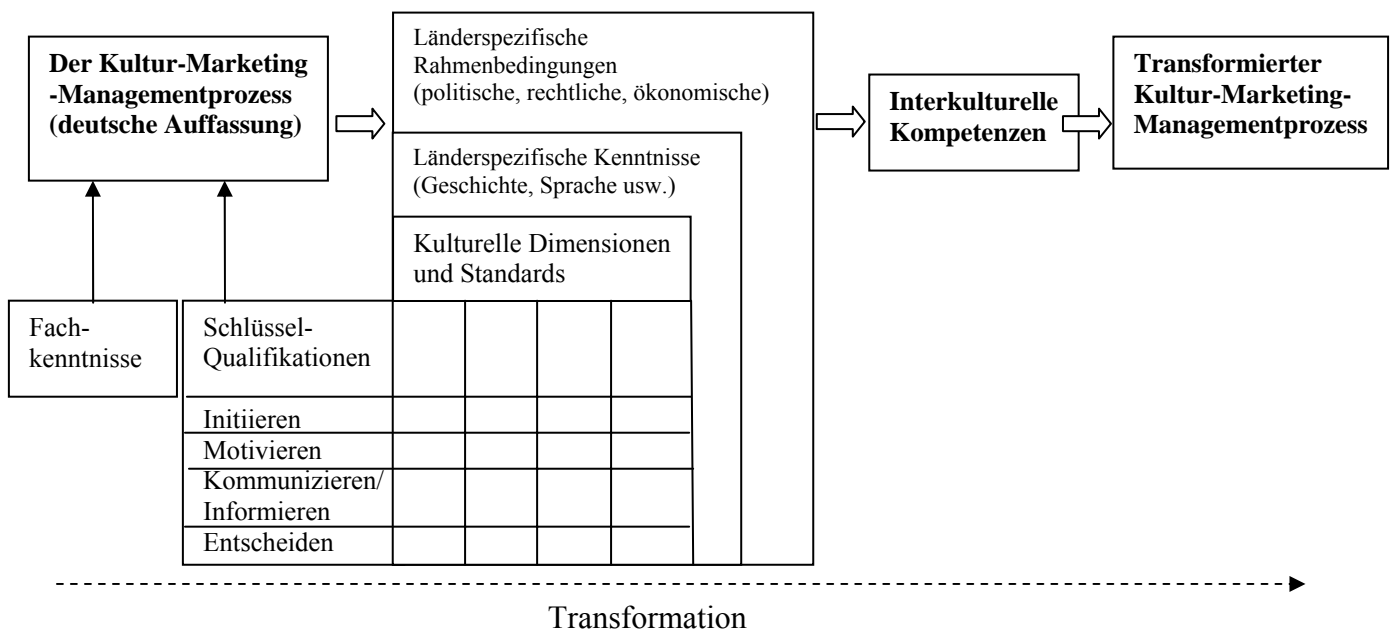 Der Kultur-Marketing
-Managementprozess
(deutsche Auffassung)
Länderspezifische
Rahmenbedingungen
(politische, rechtliche, ökonomische)
Länderspezifische Kenntnisse
(Geschichte, Sprache usw.)
Kulturelle Dimensionen
und Standards
Interkulturelle
Kompetenzen
Transformierter
Kultur-Marketing-
Managementprozess
Fach-
kenntnisse
Schlüssel-
Qualifikationen
Initiieren
Motivieren
Kommunizieren/
Informieren
Entscheiden
Transformation